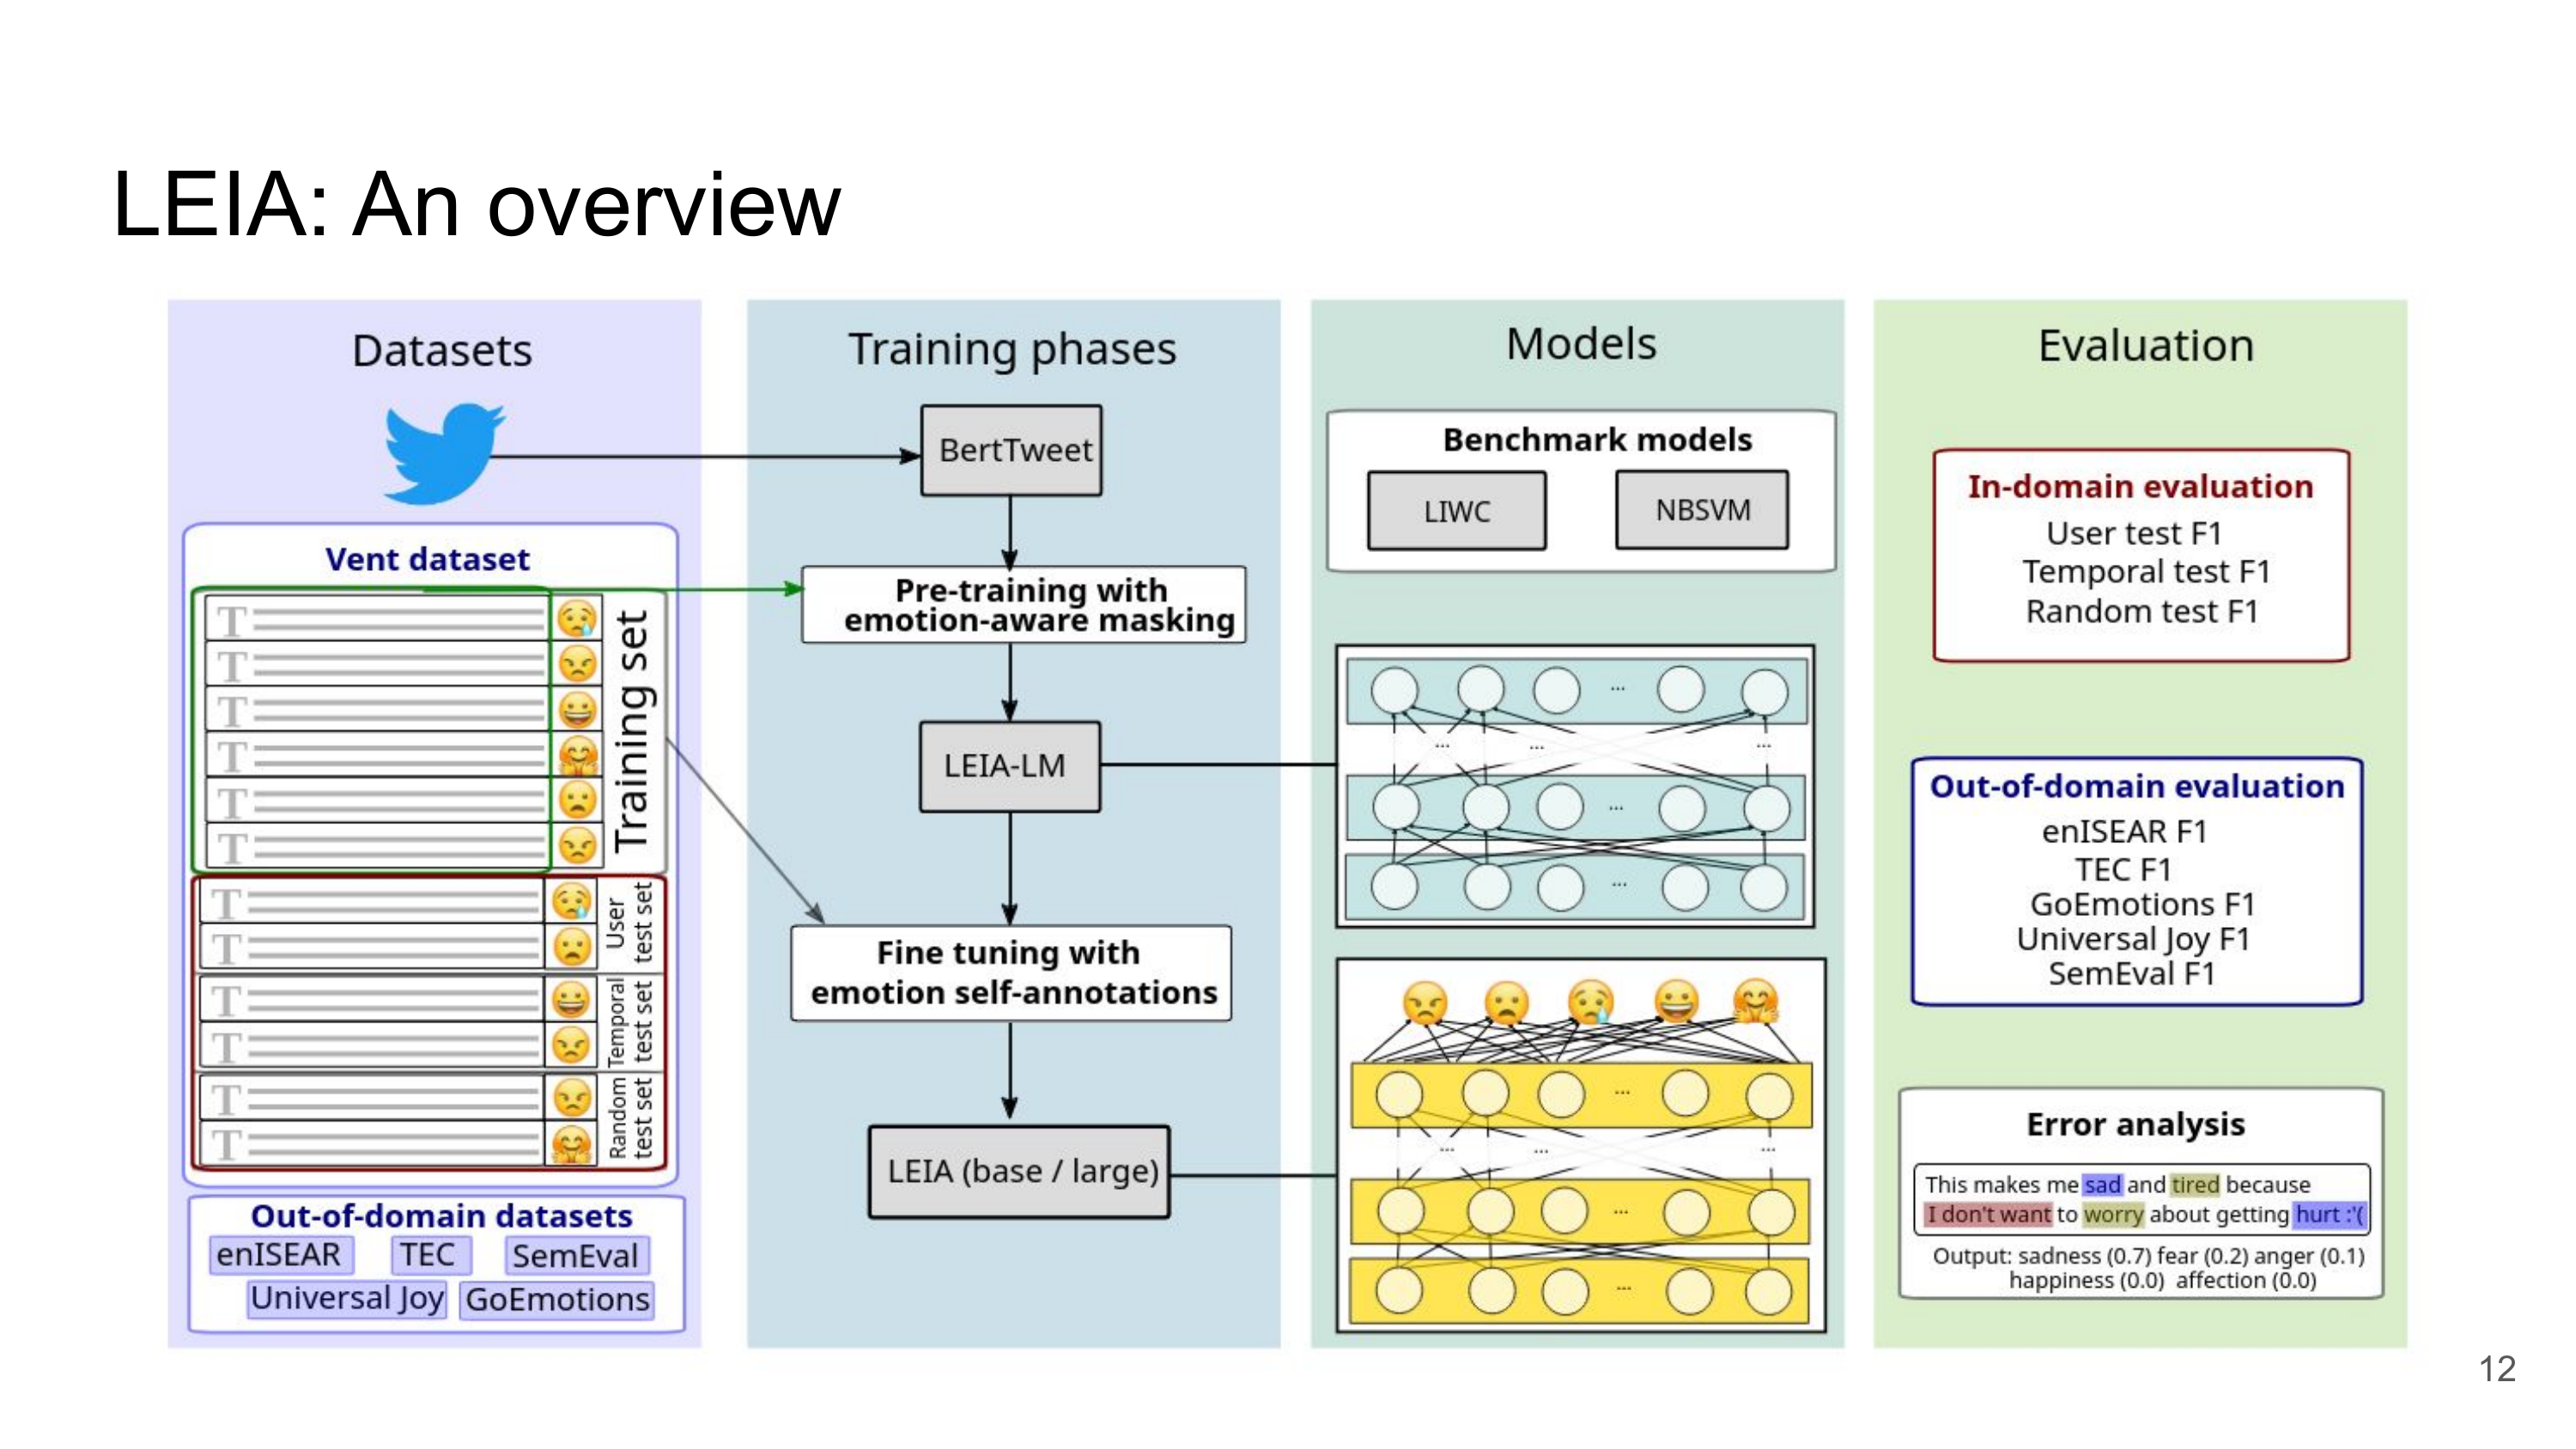 LEIA: An overview
Datasets
Vent dataset
T
T
T
T
T
T
Training set
T
T
User
test set
T
T
Temporal
test set
T
T
Random
test set
Out-of-domain datasets
enISEAR TEC SemEval
Universal Joy GoEmotions
Training phases
BertTweet
Pre-training with
emotion-aware masking
LEIA-LM
Fine tuning with
emotion self-annotations
LEIA (base / large)
Models
Benchmark models
LIWC NBSVM
...
... ... ...
...
...
...
... ... ...
...
...
Evaluation
In-domain evaluation
User test F1
Temporal test F1
Random test F1
Out-of-domain evaluation
enISEAR F1
TEC F1
GoEmotions F1
Universal Joy F1
SemEval F1
Error analysis
This makes me sad and tired because
I don't want to worry about getting hurt :'(
Output: sadness (0.7) fear (0.2) anger (0.1)
happiness (0.0) affection (0.0)
12